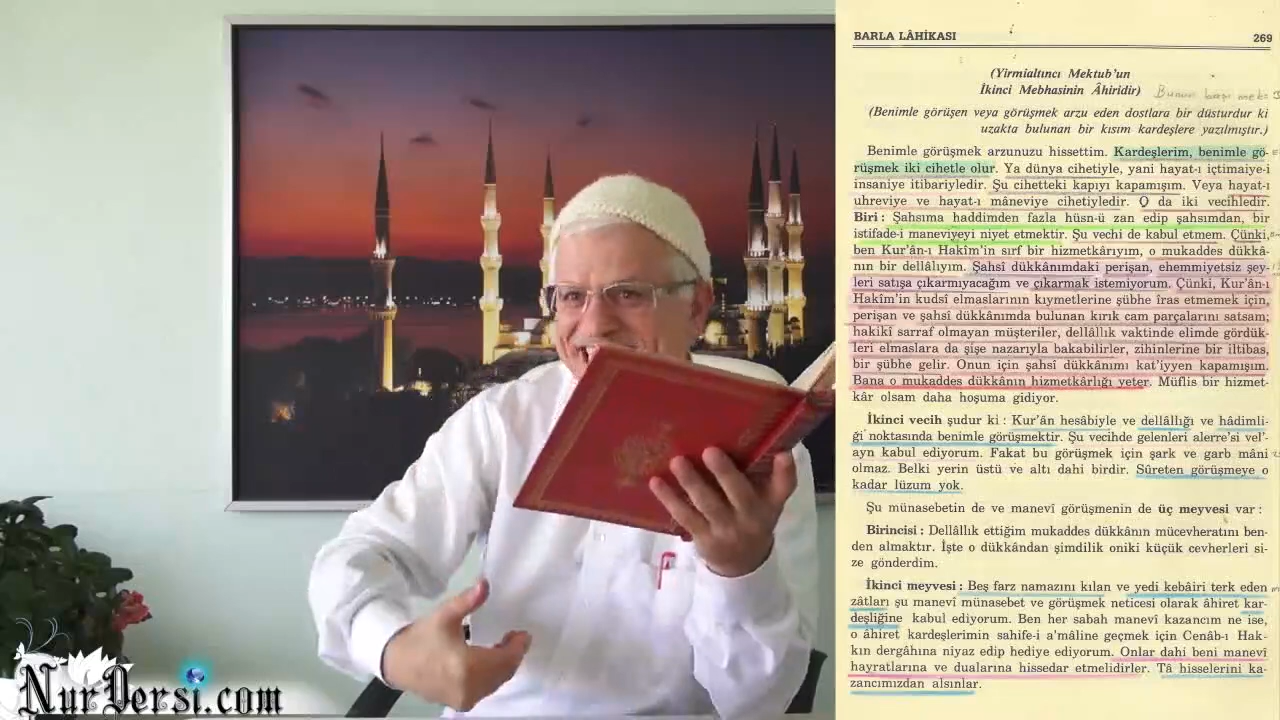 BARLA LÂHİKASI 269
(Yirmialtıncı Mektub'un
İkinci Mebhasinin Âhiridir)
(Benimle görüşen veya görüşmek arzu eden dostlara bir düsturdur ki
uzakta bulunan bir kısım kardeşlere yazılmıştır.)
Benimle görüşmek arzunuzu hissettim. Kardeşlerim, benimle gö-
rüşmek iki cihetle olur. Ya dünya cihetiyle, yani hayat-ı içtimaiye-i
insaniye itibariyledir. Şu cihetteki kapıyı kapamışım. Veya hayat-ı
uhreviye ve hayat-ı mâneviye cihetiyledir. O da iki vecihledir.
Biri : Şahsıma haddimden fazla hüsn-ü zan edip şahsımdan, bir
istifade-i maneviyeyi niyet etmektir. Şu vechi de kabul etmem. Çünki,
ben Kur'ân-ı Hakîm'in sırf bir hizmetkârıyım, o mukaddes dükkâ-
nın bir dellâlıyım. Şahsî dükkânımdaki perişan, ehemmiyetsiz şey-
leri satışa çıkarmıyacağım ve çıkarmak istemiyorum. Çünki, Kur'ân-ı
Hakîm'in kudsî elmaslarının kıymetlerine şübhe îras etmemek için,
perişan ve şahsî dükkânımda bulunan kırık cam parçalarını satsam;
hakikî sarraf olmayan müşteriler, dellâllık vaktinde elimde gördük-
leri elmaslara da şişe nazarıyla bakabilirler, zihinlerine bir iltibas,
bir şübhe gelir. Onun için şahsî dükkânımı kat'iyyen kapamışım.
Bana o mukaddes dükkânın hizmetkârlığı yeter. Müflis bir hizmet-
kâr olsam daha hoşuma gidiyor.
İkinci vecih şudur ki : Kur'ân hesâbiyle ve dellâllığı ve hâdimli-
ği noktasında benimle görüşmektir. Şu vecihde gelenleri alerre'si vel'-
ayn kabul ediyorum. Fakat bu görüşmek için şark ve garb mâni
olmaz. Belki yerin üstü ve altı dahi birdir. Sûreten görüşmeye o
kadar lüzum yok.
Şu münasebetin de ve manevî görüşmenin de üç meyvesi var :
Birincisi : Dellâllık ettiğim mukaddes dükkânın mücevheratını ben-
den almaktır. İşte o dükkândan şimdilik oniki küçük cevherleri si-
ze gönderdim.
İkinci meyvesi : Beş farz namazını kılan ve yedi kebâiri terk eden
zâtları şu manevî münasebet ve görüşmek neticesi olarak âhiret kar-
deşliğine kabul ediyorum. Ben her sabah manevî kazancım ne ise,
o âhiret kardeşlerimin sahife-i a'mâline geçmek için Cenâb-ı Hak-
kın dergâhına niyaz edip hediye ediyorum. Onlar dahi beni manevî
hayratlarına ve dualarına hissedar etmelidirler. Tâ hisselerini ka-
zancımızdan alsınlar.
NurDersi.com